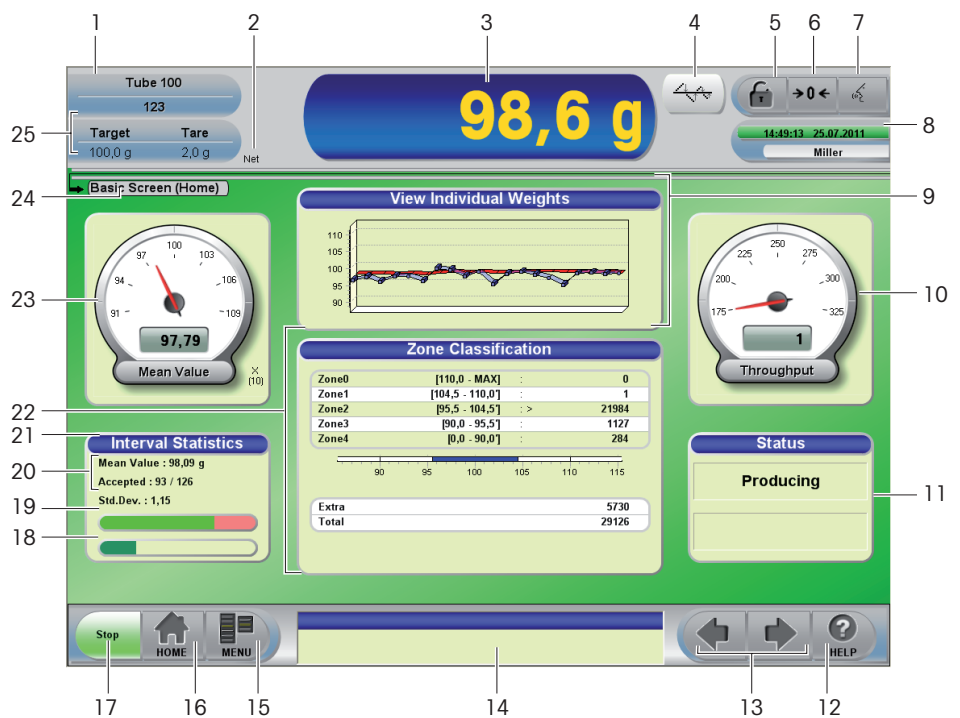 1 2 3 4 5 6 7
Tube 100
123
Target Tare
100,0 g 2,0 g
Net
98,6 g
→0←
14:49:13 25.07.2011
Miller
8
25
24
Basic Screen (Home)
9
View Individual Weights
110
105
100
95
90
91 94 97 100 103 106 109
97,79
Mean Value
X
(10)
23
175 200 225 250 275 300 325
1
Throughput
10
22
Zone Classification
Zone0 [110,0 - MAX] : 0
Zone1 [104,5 - 110,0'] : 1
Zone2 [95,5 - 104,5'] : > 21984
Zone3 [90,0 - 95,5'] : 1127
Zone4 [0,0 - 90,0'] : 284
90 95 100 105 110 115
Extra 5730
Total 29126
21
Interval Statistics
20
Mean Value : 98,09 g
Accepted : 93 / 126
19
Std.Dev. : 1,15
18
Status
Producing
11
Stop
HOME
MENU
HELP
17 16 15 14 13 12